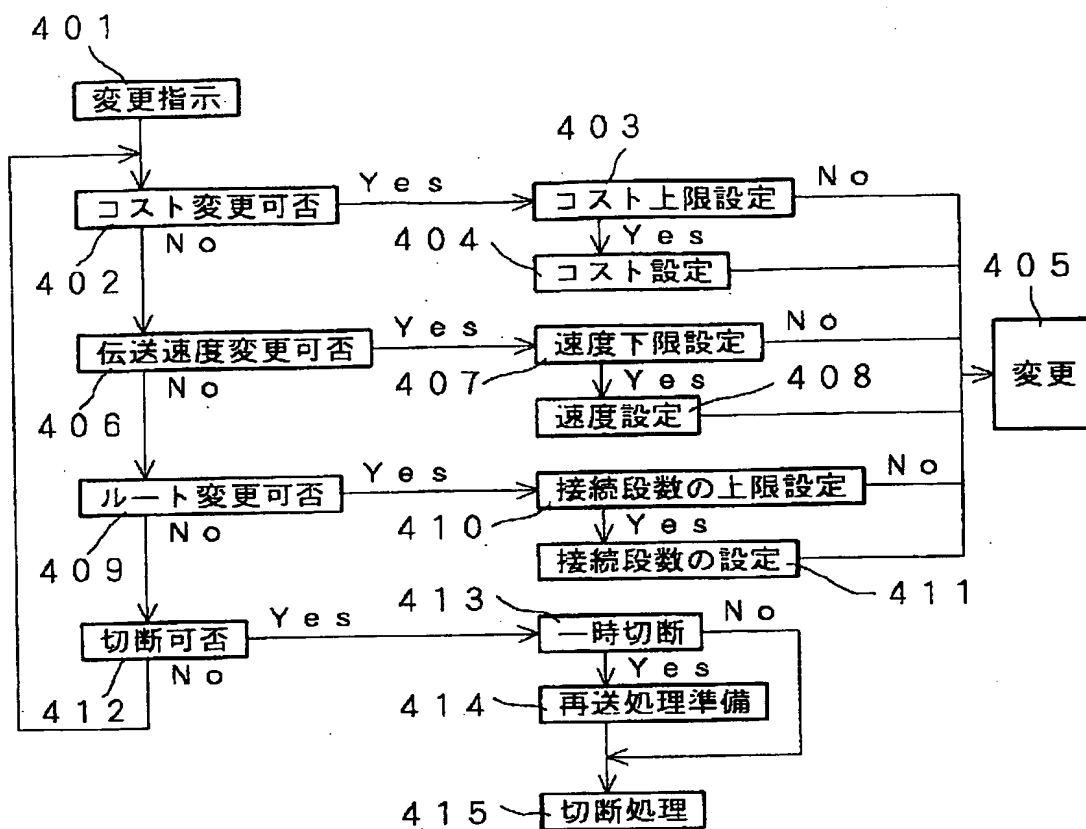 401
変更指示
403
Yes
No
コスト変更可否
コスト上限設定
No
404
Yes
コスト設定
402
405
Yes
No
伝送速度変更可否
速度下限設定
変更
No
407
Yes
408
406
速度設定
Yes
No
ルート変更可否
接続段数の上限設定
No
410
Yes
409
接続段数の設定
413
411
Yes
No
切断可否
一時切断
No
Yes
412
414
再送処理準備
415
切断処理